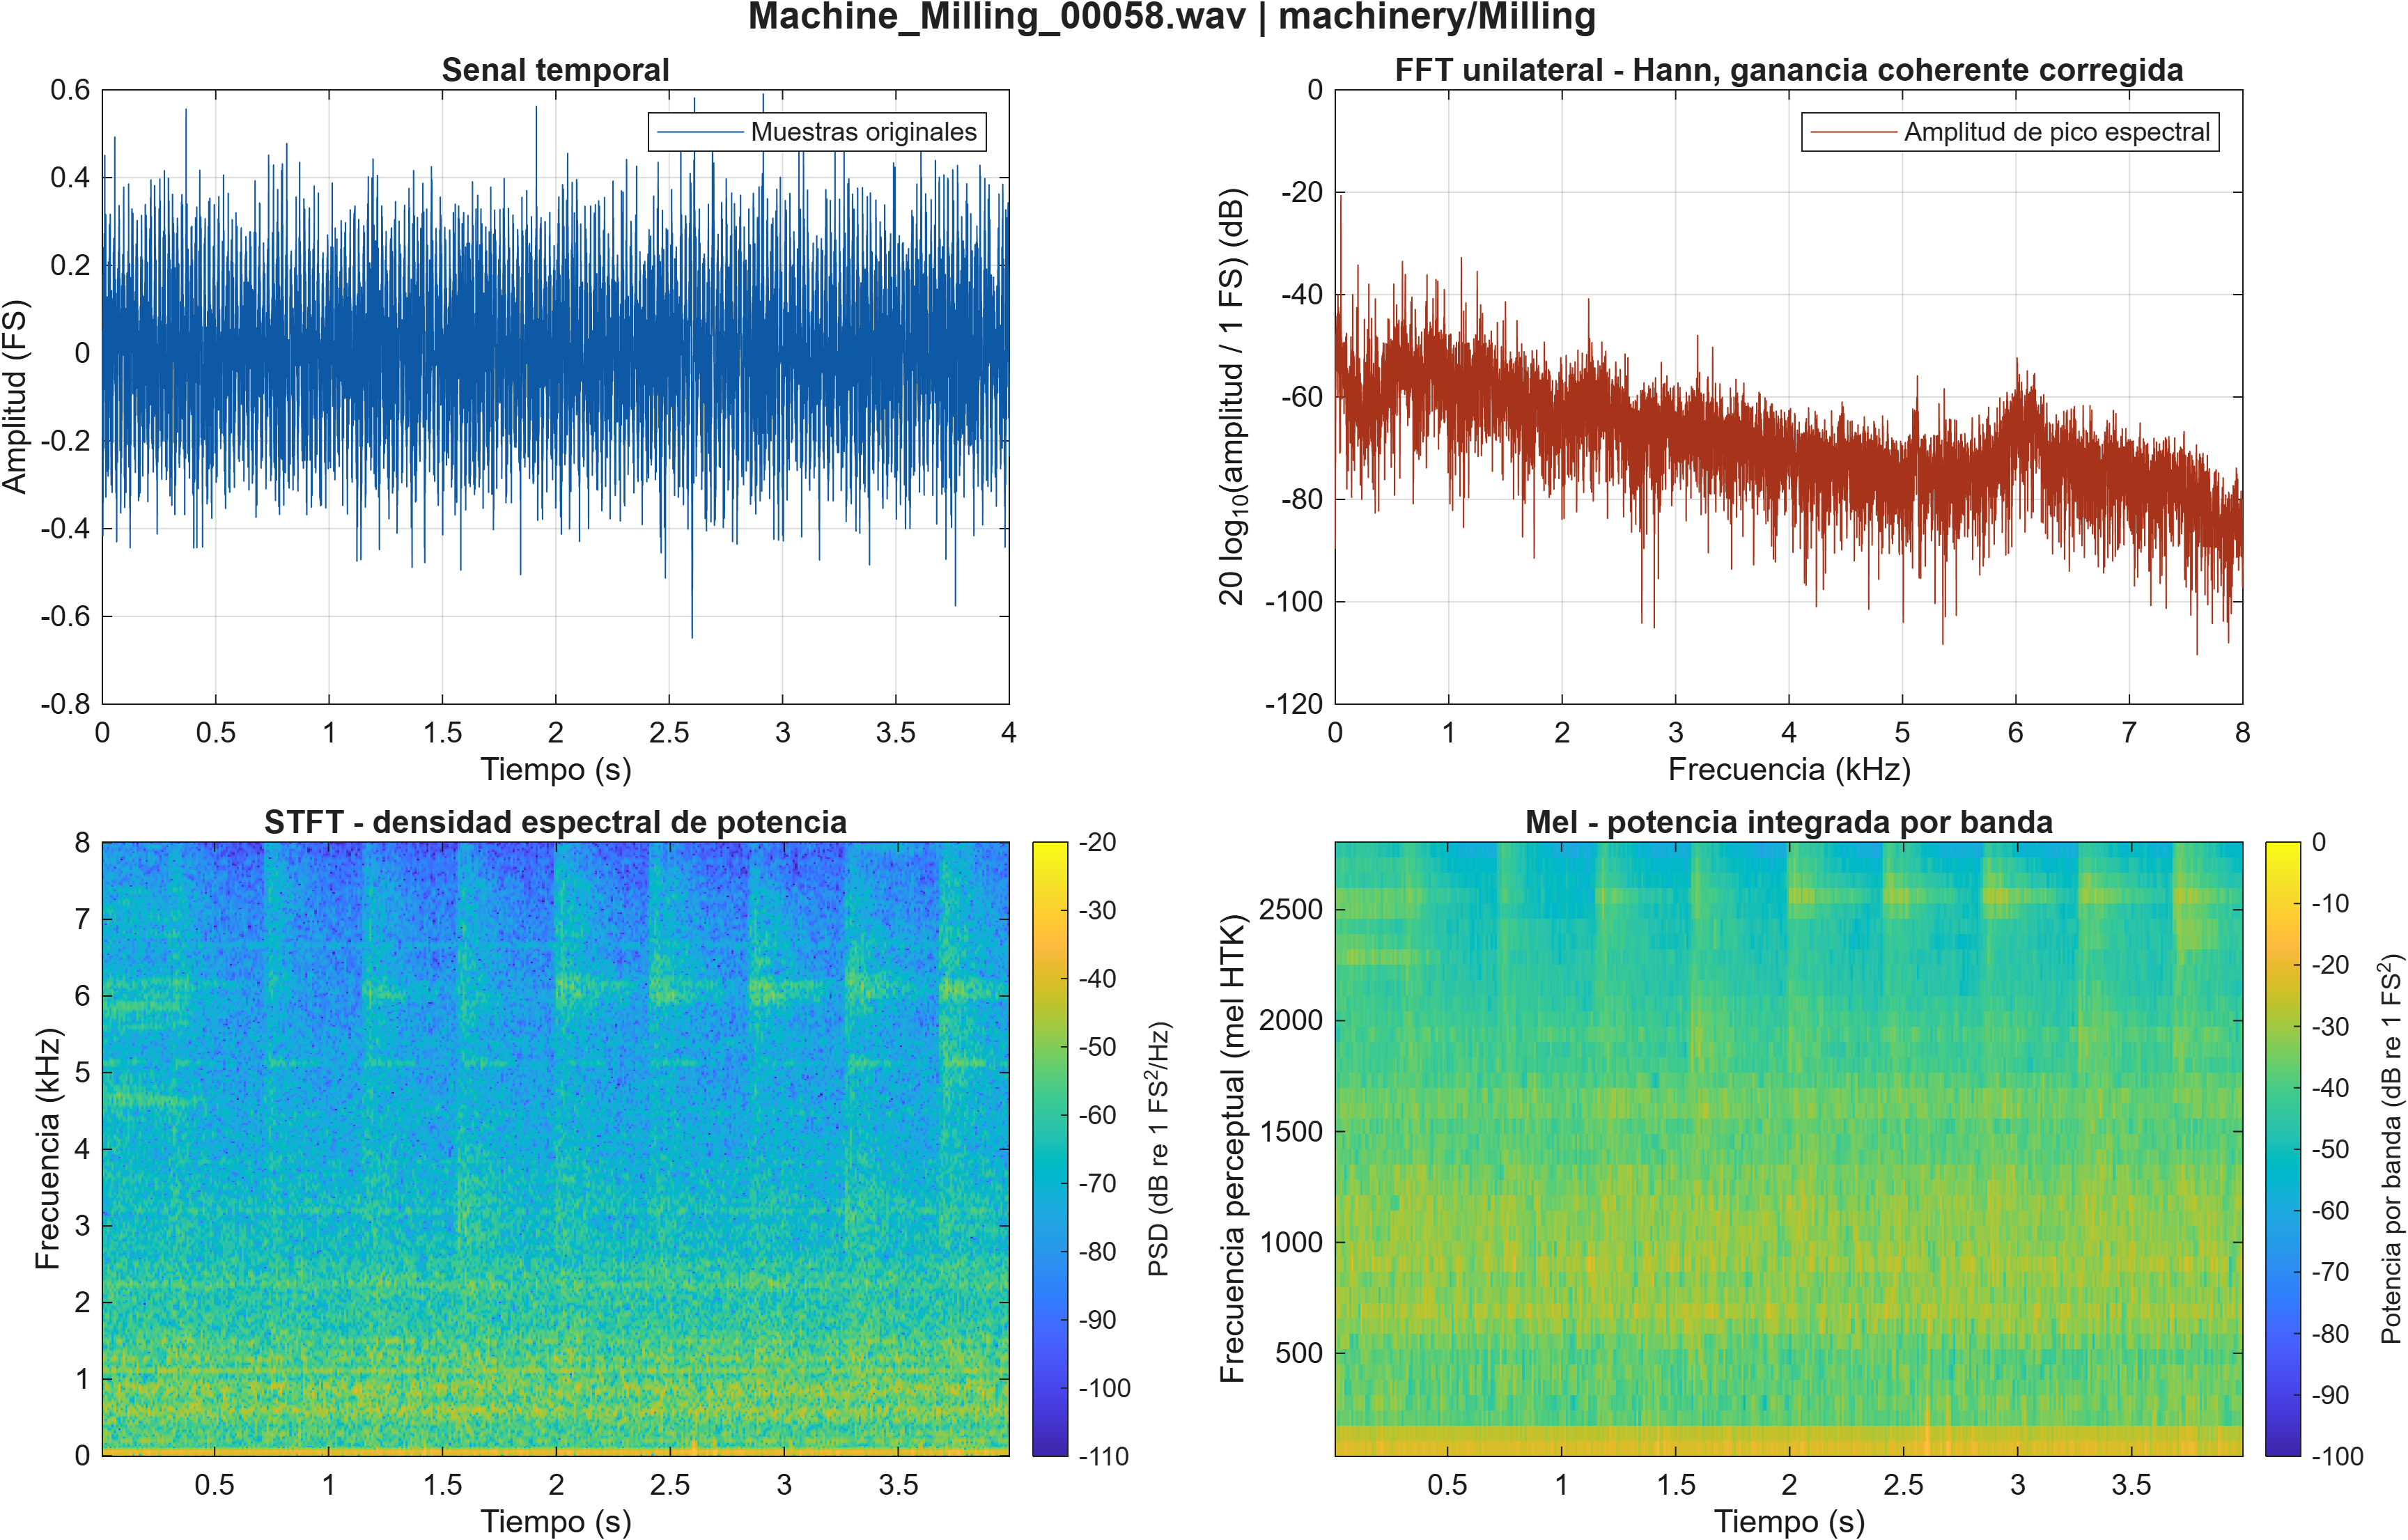 Machine_Milling_00058.wav | machinery/Milling
Senal temporal
0.6
0.4
0.2
0
-0.2
-0.4
-0.6
-0.8
Amplitud (FS)
Muestras originales
0 0.5 1 1.5 2 2.5 3 3.5 4
Tiempo (s)
FFT unilateral - Hann, ganancia coherente corregida
0
-20
-40
-60
-80
-100
-120
20 log10(amplitud / 1 FS) (dB)
Amplitud de pico espectral
0 1 2 3 4 5 6 7 8
Frecuencia (kHz)
STFT - densidad espectral de potencia
8
7
6
5
4
3
2
1
0
Frecuencia (kHz)
0.5 1 1.5 2 2.5 3 3.5
Tiempo (s)
-20
-30
-40
-50
-60
-70
-80
-90
-100
-110
PSD (dB re 1 FS²/Hz)
Mel - potencia integrada por banda
2500
2000
1500
1000
500
Frecuencia perceptual (mel HTK)
0.5 1 1.5 2 2.5 3 3.5
Tiempo (s)
0
-10
-20
-30
-40
-50
-60
-70
-80
-90
-100
Potencia por banda (dB re 1 FS²)